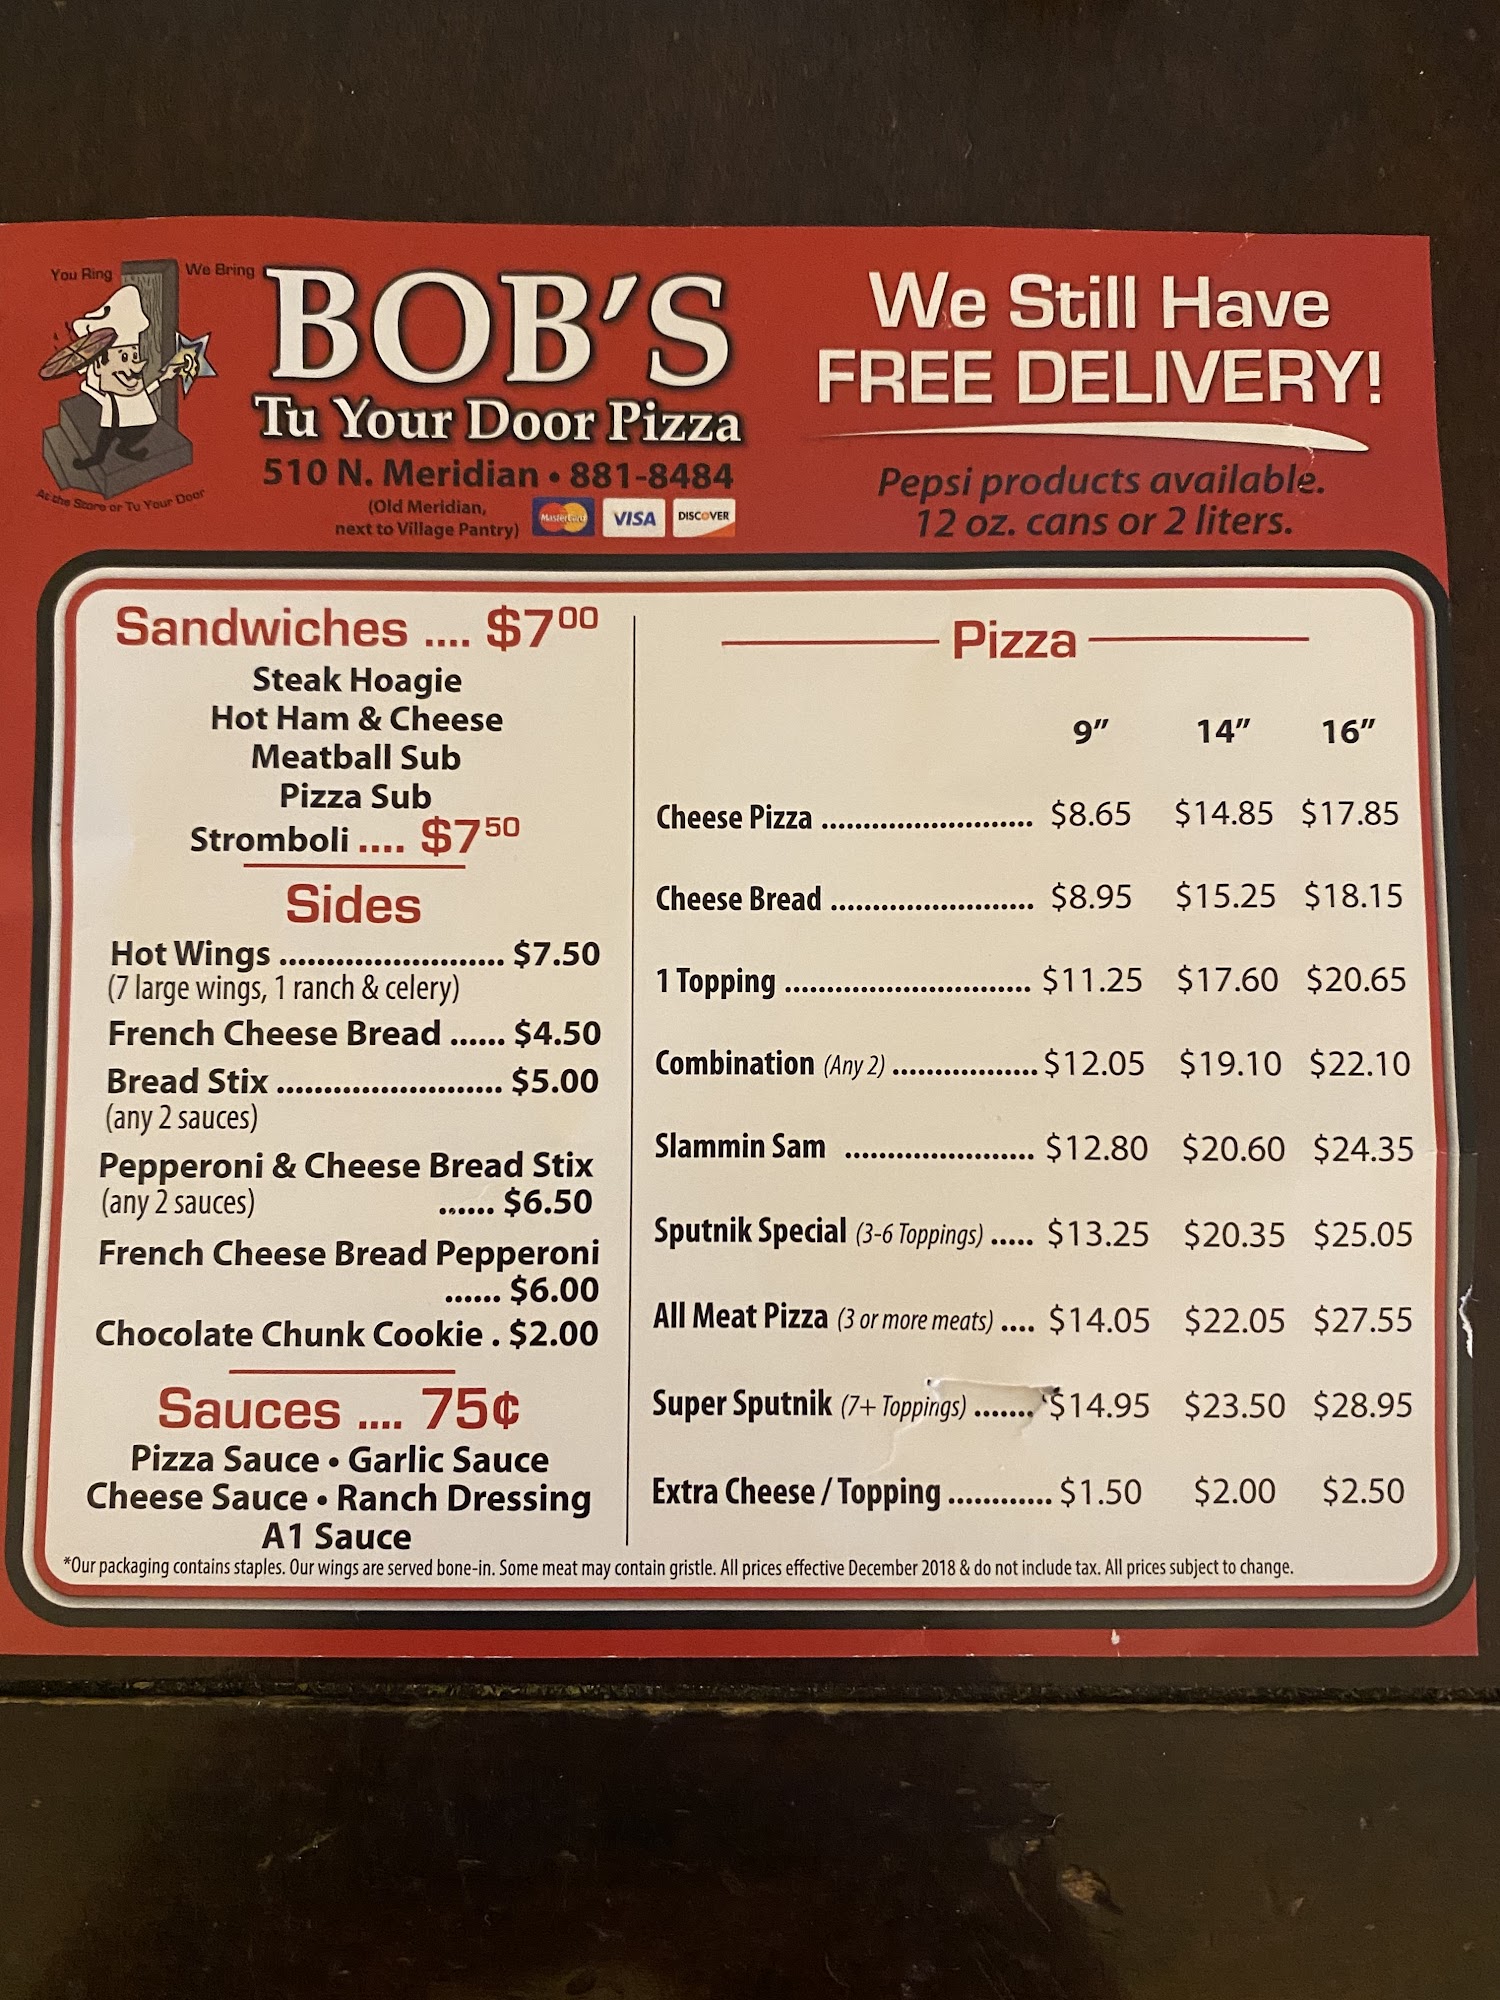 You Ring We Bring
BOB'S
Tu Your Door Pizza
510 N. Meridian • 881-8484
(Old Meridian,
next to Village Pantry)
MasterCard VISA DISCOVER
At the Store or Tu Your Door
We Still Have
FREE DELIVERY!
Pepsi products available.
12 oz. cans or 2 liters.
Sandwiches .... $7⁰⁰
Steak Hoagie
Hot Ham & Cheese
Meatball Sub
Pizza Sub
Stromboli .... $7⁵⁰
Sides
Hot Wings ........................ $7.50
(7 large wings, 1 ranch & celery)
French Cheese Bread ...... $4.50
Bread Stix ........................ $5.00
(any 2 sauces)
Pepperoni & Cheese Bread Stix
(any 2 sauces) ...... $6.50
French Cheese Bread Pepperoni
...... $6.00
Chocolate Chunk Cookie . $2.00
Sauces .... 75¢
Pizza Sauce • Garlic Sauce
Cheese Sauce • Ranch Dressing
A1 Sauce
Pizza
9" 14" 16"
Cheese Pizza .......................... $8.65 $14.85 $17.85
Cheese Bread ......................... $8.95 $15.25 $18.15
1 Topping .............................. $11.25 $17.60 $20.65
Combination (Any 2) .................. $12.05 $19.10 $22.10
Slammin Sam ....................... $12.80 $20.60 $24.35
Sputnik Special (3-6 Toppings) ..... $13.25 $20.35 $25.05
All Meat Pizza (3 or more meats) .... $14.05 $22.05 $27.55
Super Sputnik (7+ Toppings) ....... $14.95 $23.50 $28.95
Extra Cheese / Topping ............ $1.50 $2.00 $2.50
*Our packaging contains staples. Our wings are served bone-in. Some meat may contain gristle. All prices effective December 2018 & do not include tax. All prices subject to change.